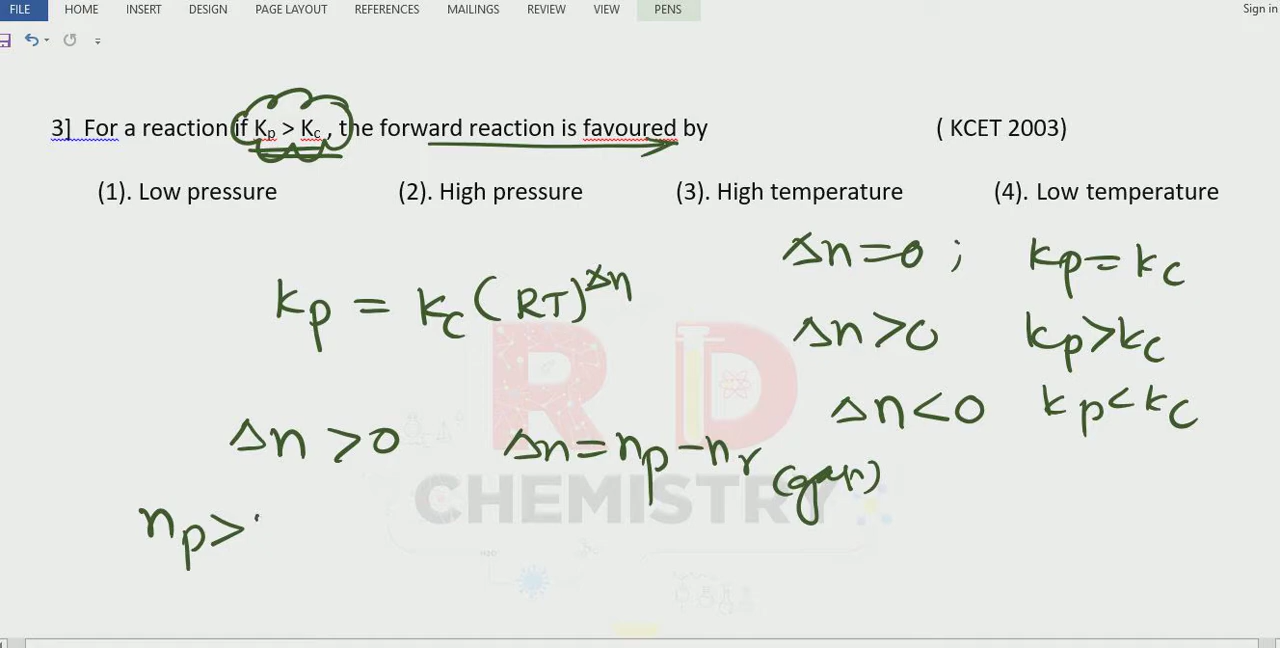 FILE HOME INSERT DESIGN PAGE LAYOUT REFERENCES MAILINGS REVIEW VIEW PENS Sign in
3] For a reaction if Kp > Kc , the forward reaction is favoured by ( KCET 2003)
(1). Low pressure (2). High pressure (3). High temperature (4). Low temperature
Δn=0 ; kp=kc
kp = kc(RT)^Δn
Δn>0 kp>kc
Δn<0 kp<kc
Δn >0 Δn=np-nr (gas)
RD
CHEMISTRY
np>